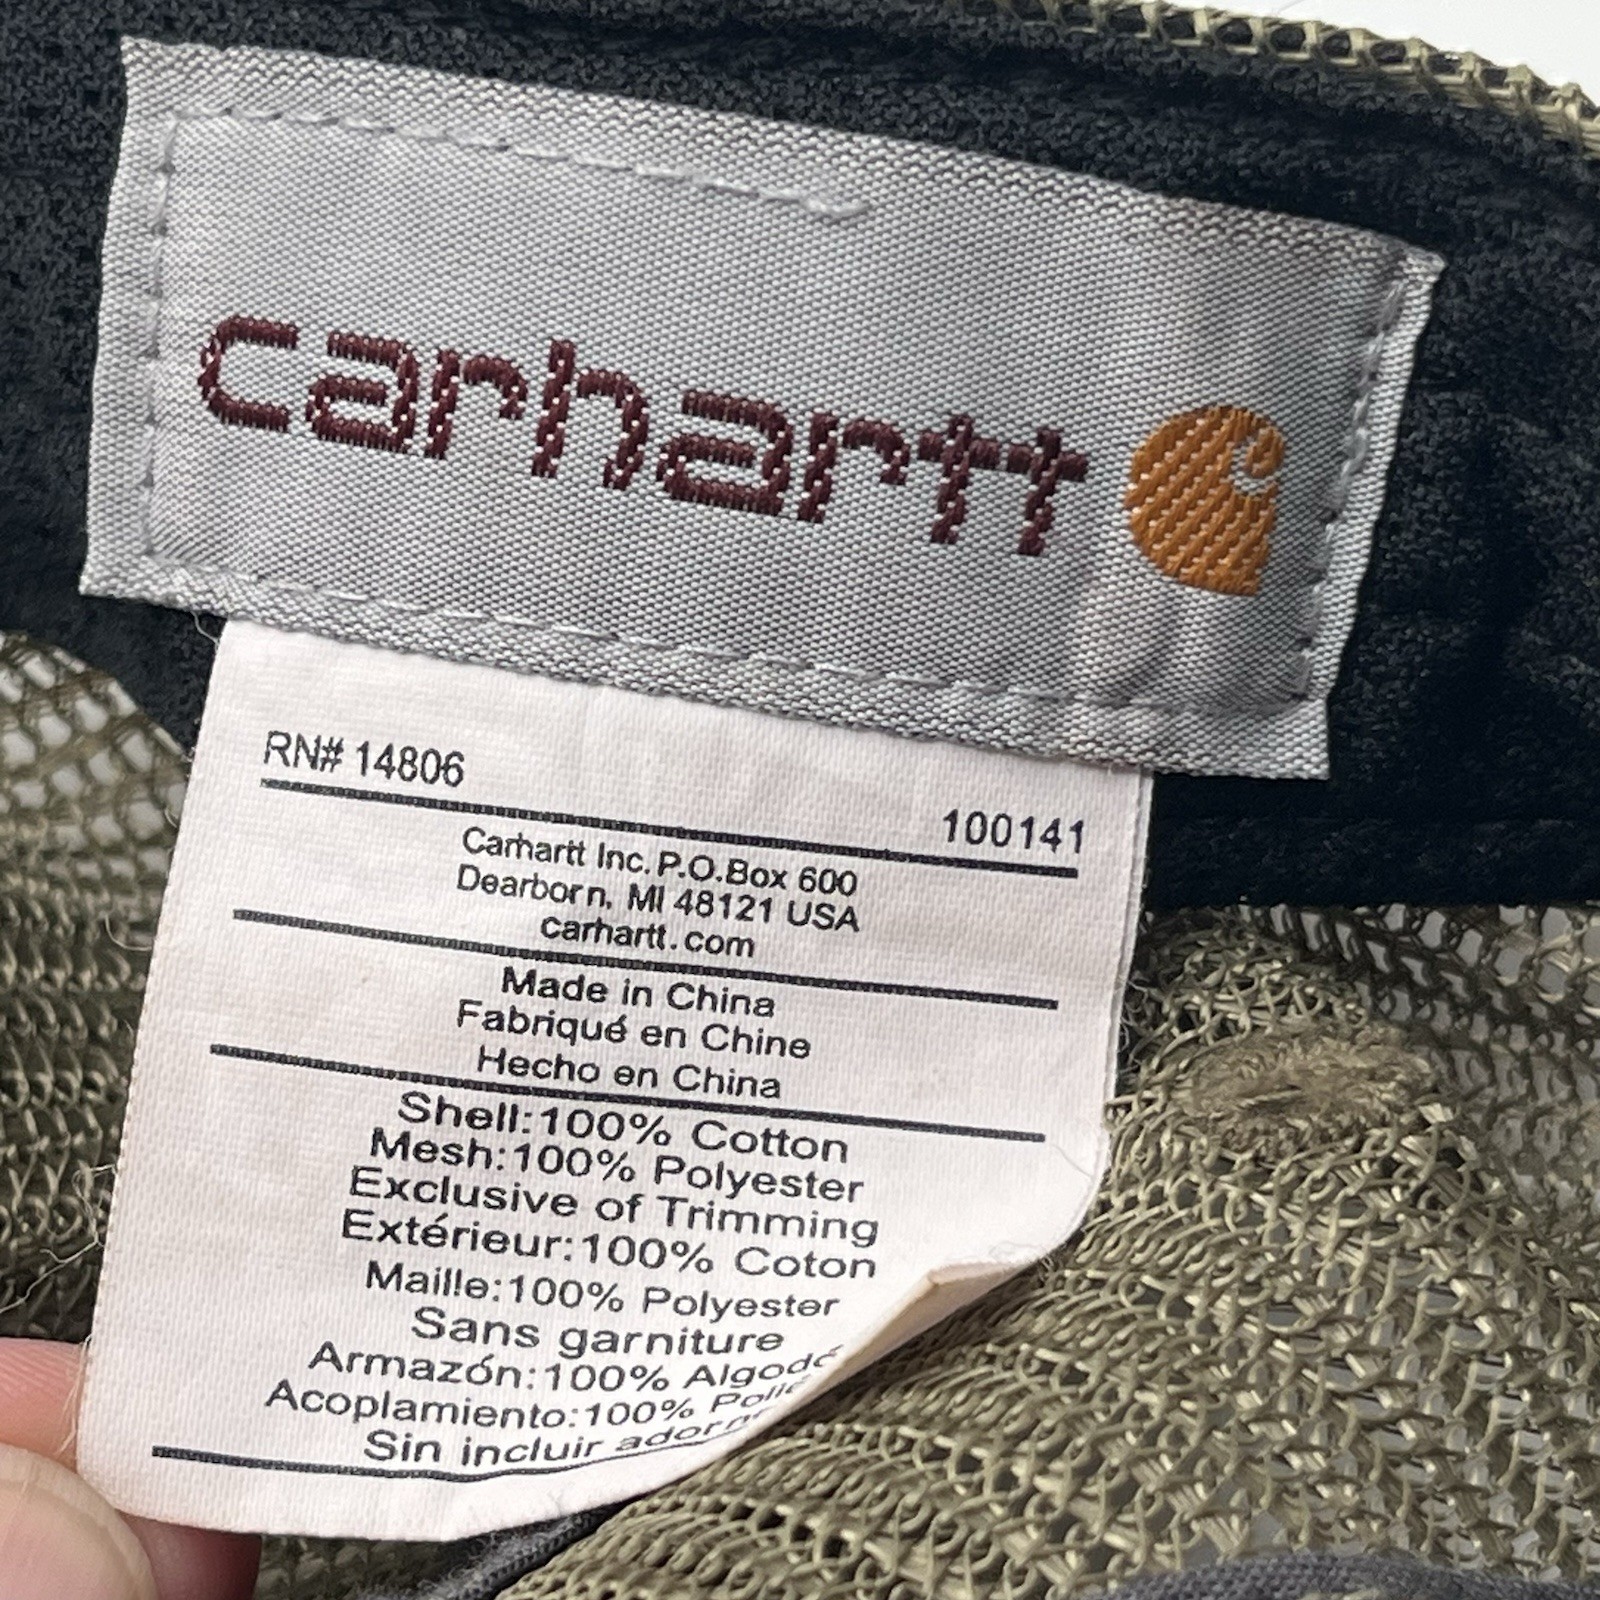 carhartt
RN# 14806
100141
Carhartt Inc. P.O.Box 600
Dearborn, MI 48121 USA
carhartt.com
Made in China
Fabriqué en Chine
Hecho en China
Shell:100% Cotton
Mesh:100% Polyester
Exclusive of Trimming
Extérieur:100% Coton
Maille:100% Polyester
Sans garniture
Armazón:100%
Acoplamiento:100%
Sin incluir